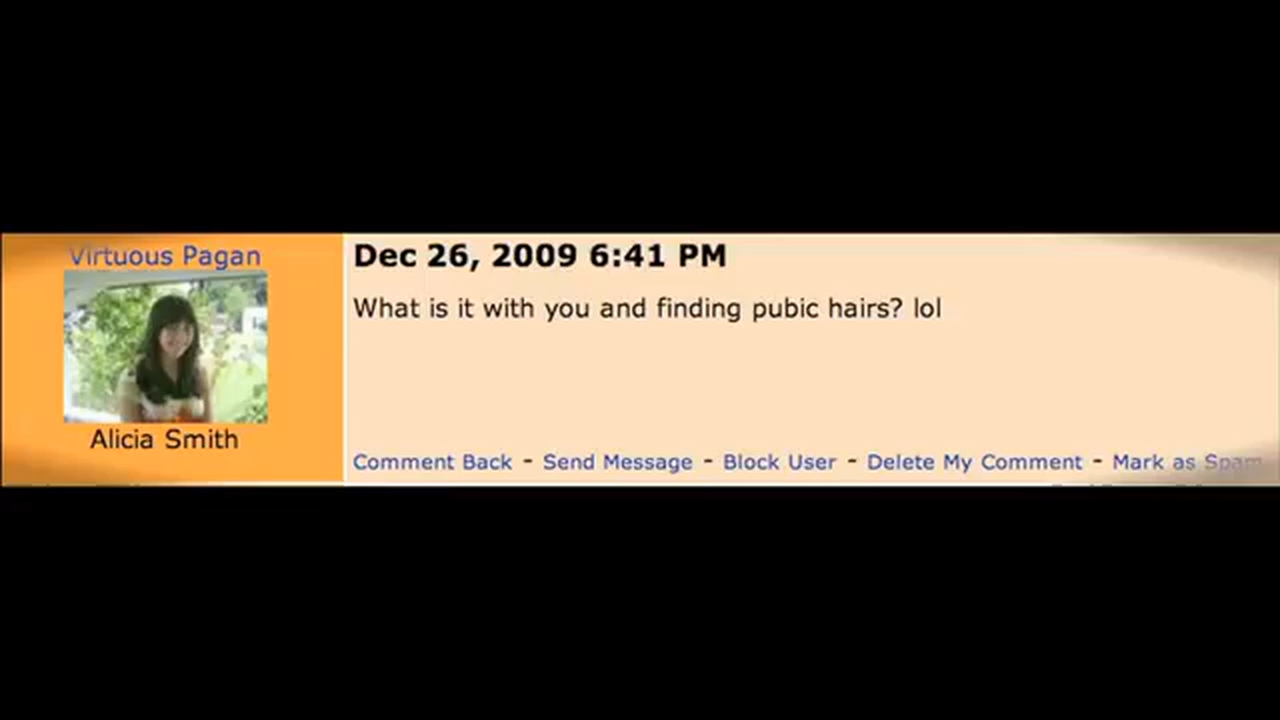 Virtuous Pagan
Alicia Smith
Dec 26, 2009 6:41 PM
What is it with you and finding pubic hairs? lol
Comment Back - Send Message - Block User - Delete My Comment - Mark as Spam